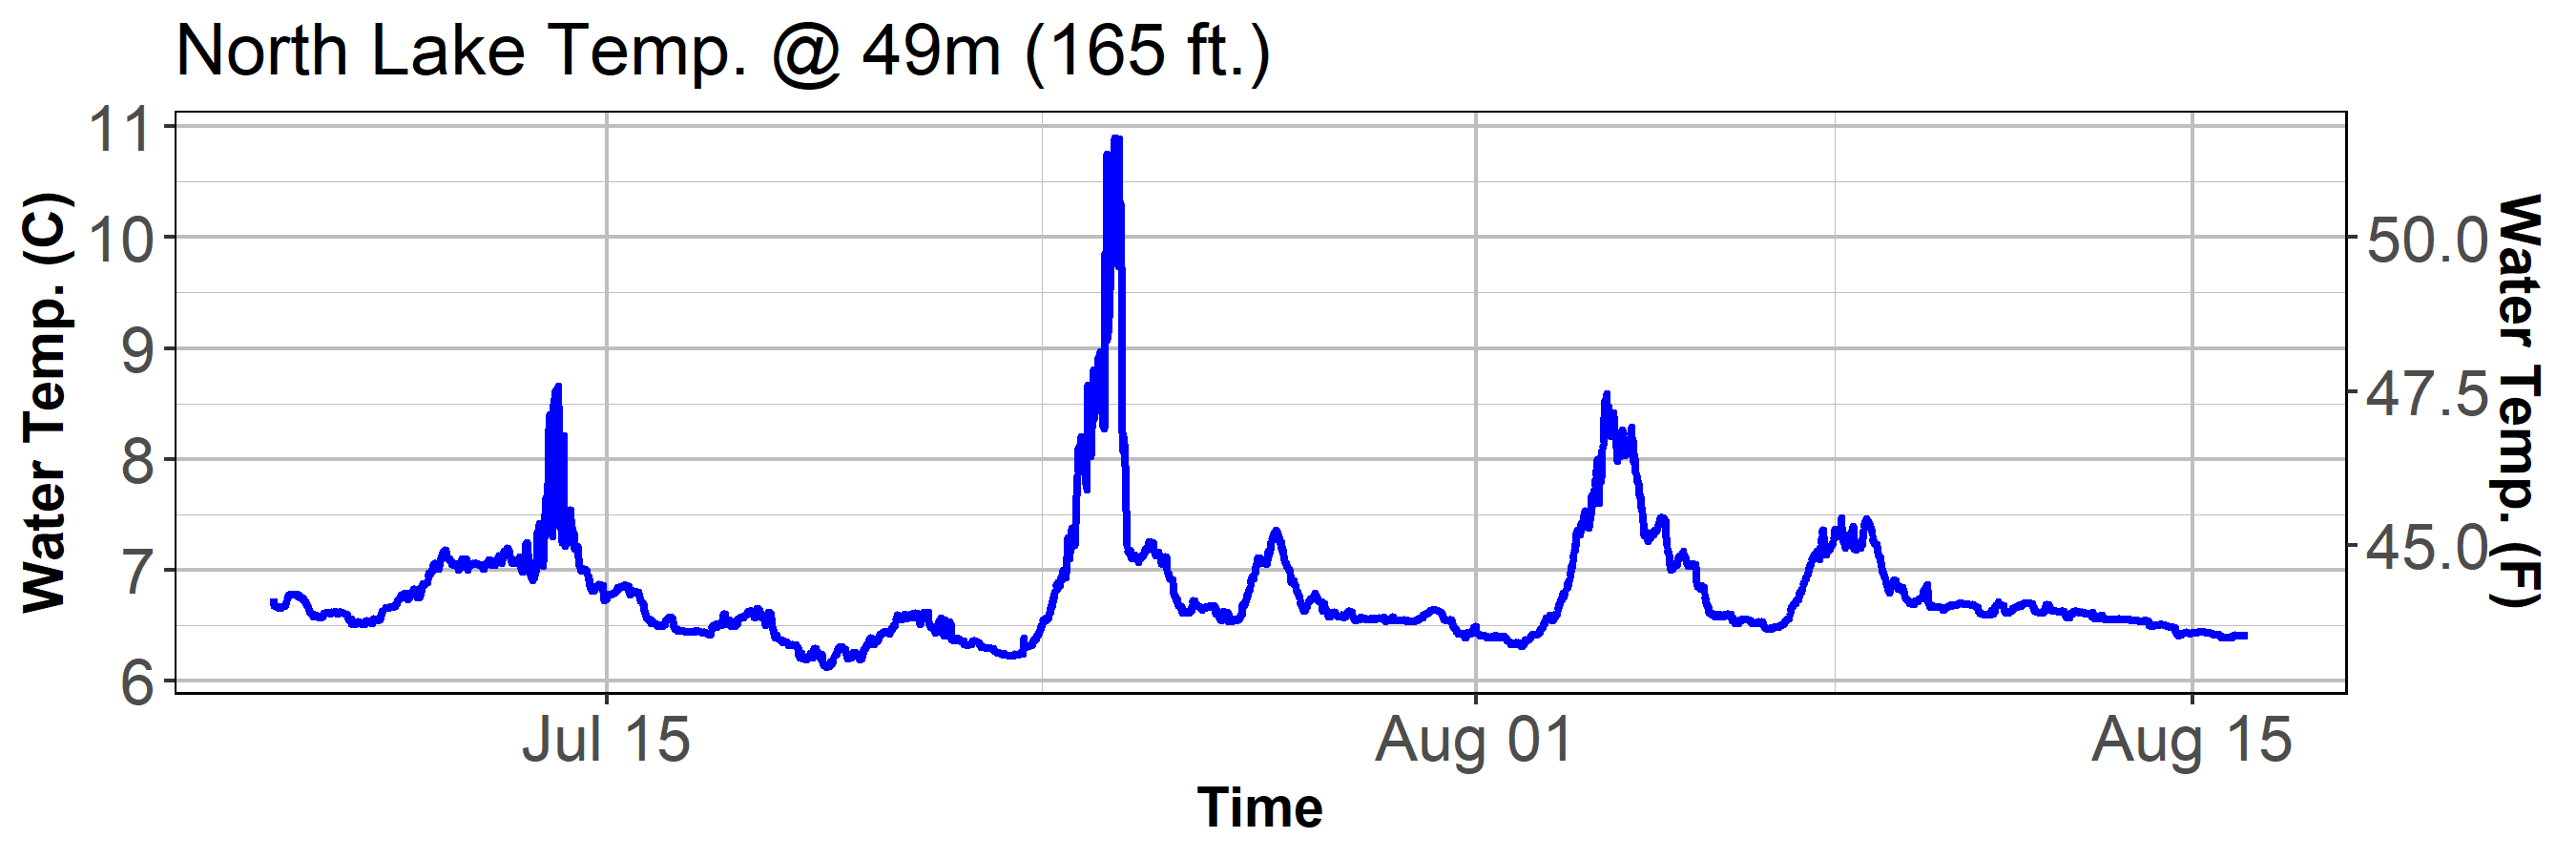 North Lake Temp. @ 49m (165 ft.)
11
10
9
8
7
6
Water Temp. (C)
50.0
47.5
45.0
Water Temp. (F)
Jul 15
Aug 01
Aug 15
Time